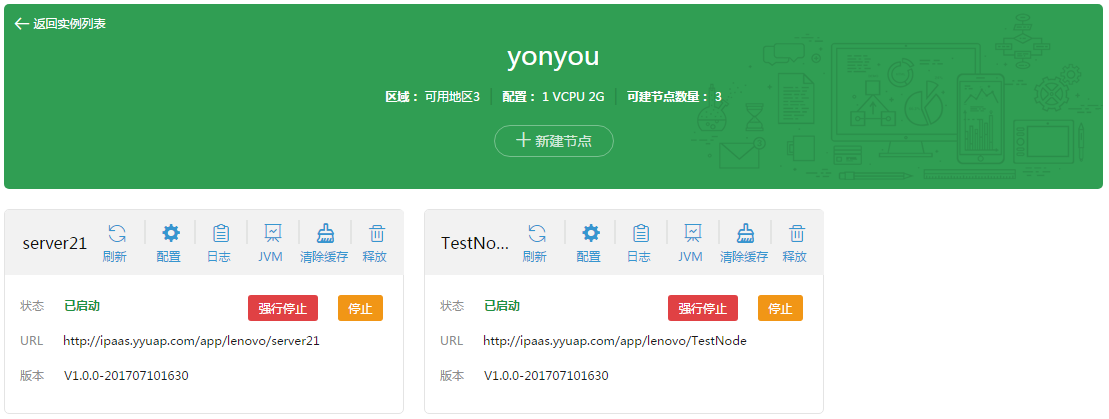 返回实例列表
yonyou
区域： 可用地区3 配置： 1 VCPU 2G 可建节点数量： 3
新建节点
server21 刷新 配置 日志 JVM 清除缓存 释放
状态 已启动 强行停止 停止
URL http://ipaas.yyuap.com/app/lenovo/server21
版本 V1.0.0-201707101630
TestNo... 刷新 配置 日志 JVM 清除缓存 释放
状态 已启动 强行停止 停止
URL http://ipaas.yyuap.com/app/lenovo/TestNode
版本 V1.0.0-201707101630